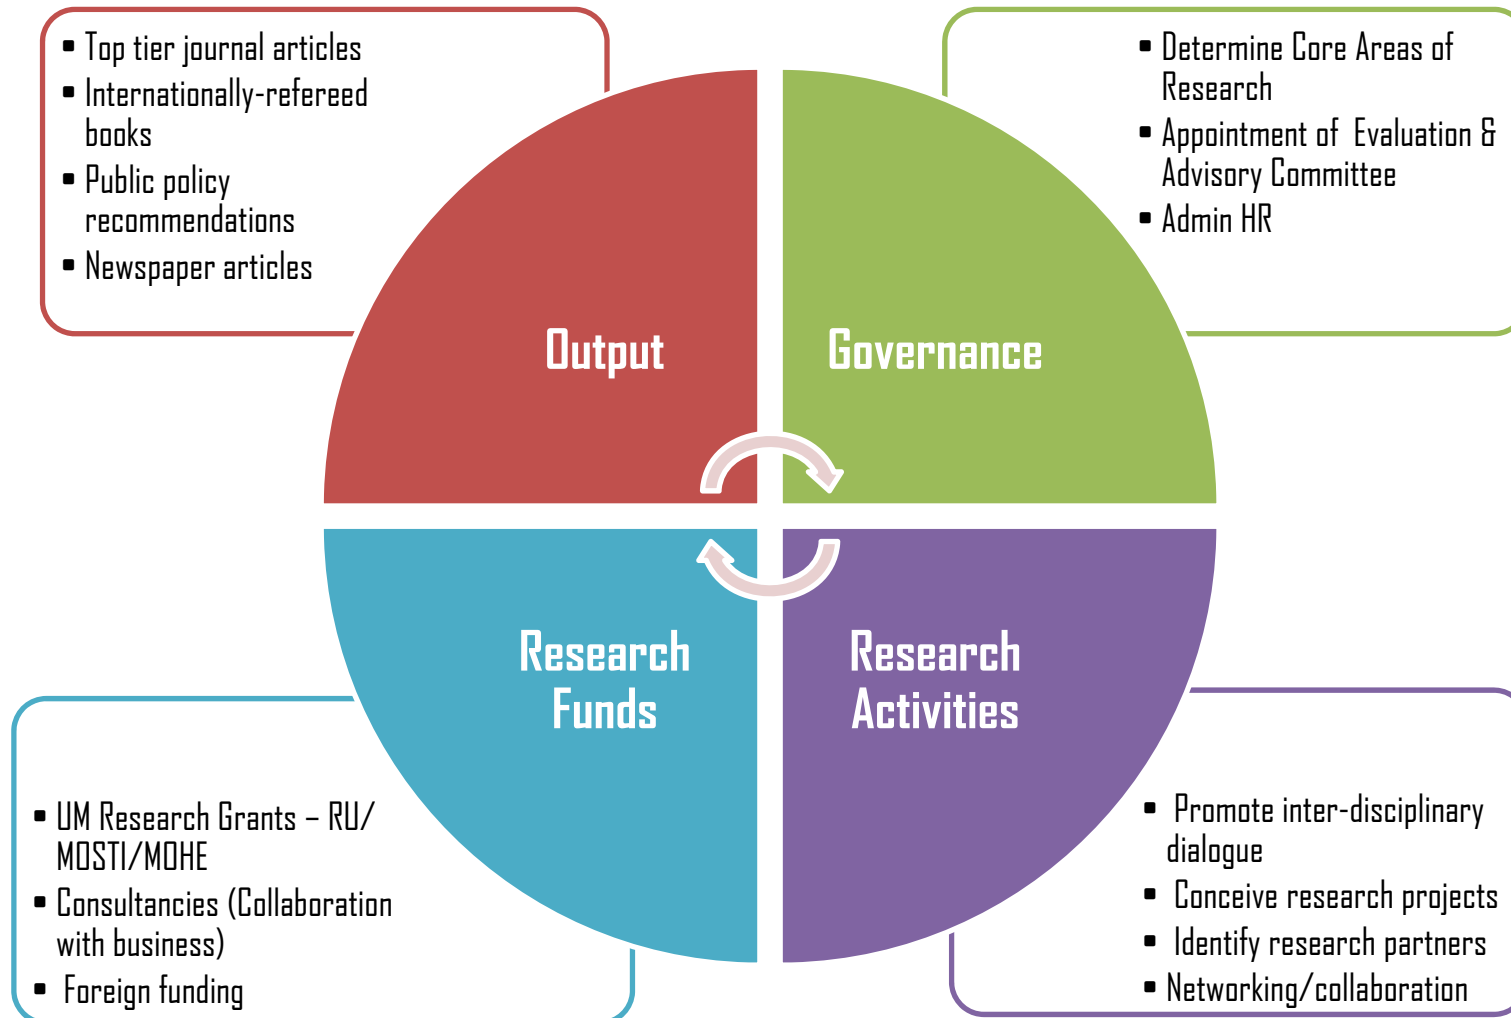 ▪ Top tier journal articles
▪ Internationally-refereed
books
▪ Public policy
recommendations
▪ Newspaper articles
▪ Determine Core Areas of
Research
▪ Appointment of Evaluation &
Advisory Committee
▪ Admin HR
Output
Governance
Research
Funds
Research
Activities
▪ UM Research Grants – RU/
MOSTI/MOHE
▪ Consultancies (Collaboration
with business)
▪ Foreign funding
▪ Promote inter-disciplinary
dialogue
▪ Conceive research projects
▪ Identify research partners
▪ Networking/collaboration